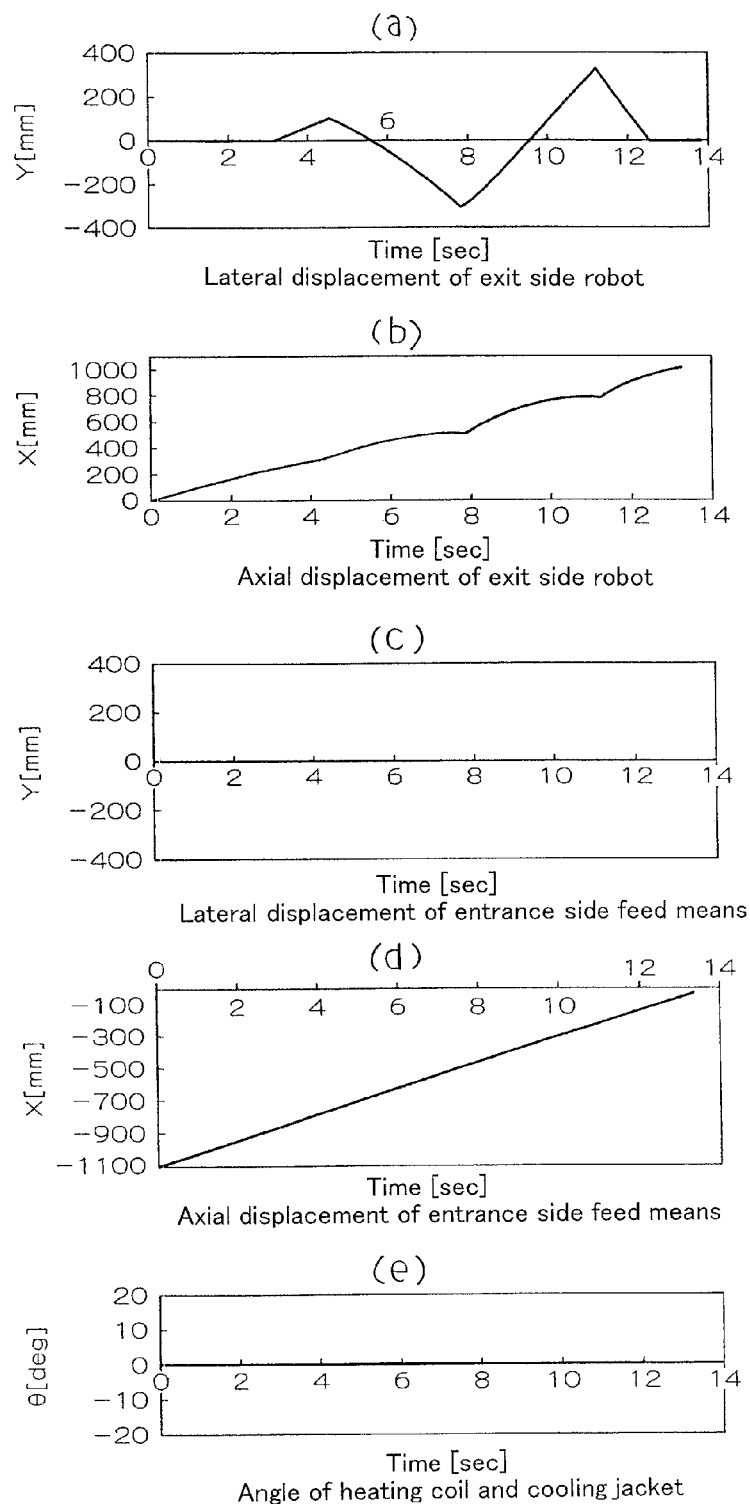 (a)
400
200
0
-200
-400
Y[mm]
0 2 4 6 8 10 12 14
Time [sec]
Lateral displacement of exit side robot
(b)
1000
800
600
400
200
0
X[mm]
0 2 4 6 8 10 12 14
Time [sec]
Axial displacement of exit side robot
(c)
400
200
0
-200
-400
Y[mm]
0 2 4 6 8 10 12 14
Time [sec]
Lateral displacement of entrance side feed means
(d)
0 2 4 6 8 10 12 14
-100
-300
-500
-700
-900
-1100
X[mm]
Time [sec]
Axial displacement of entrance side feed means
(e)
20
10
0
-10
-20
θ[deg]
0 2 4 6 8 10 12 14
Time [sec]
Angle of heating coil and cooling jacket